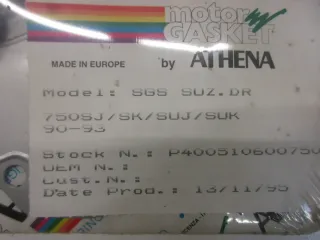 motor
GASKET
MADE IN EUROPE by ATHENA
Model: SGS SUZ.DR
750SJ/SK/SUJ/SUK
90-93
Stock N.: P400510600750
OEM N.:
Cust.N.:
Date Prod.: 13/11/95